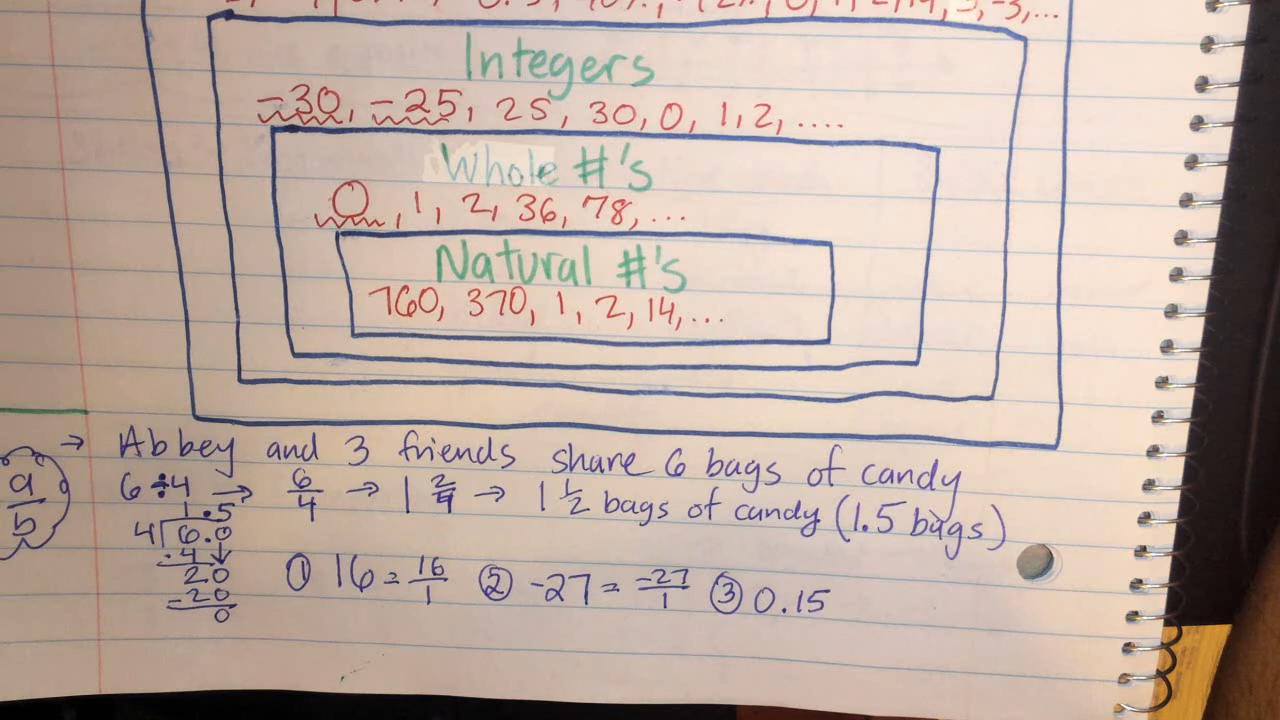 Integers
-30, -25, 25, 30, 0, 1, 2, ....
Whole #'s
0, 1, 2, 36, 78, ...
Natural #'s
760, 370, 1, 2, 14, ...
→ Abbey and 3 friends share 6 bags of candy
a/b
6÷4 → 6/4 → 1 2/4 → 1 1/2 bags of candy (1.5 bags)
1.5
4 6.0
-4↓
20
-20
0
① 16 = 16/1 ② -27 = -27/1 ③ 0.15